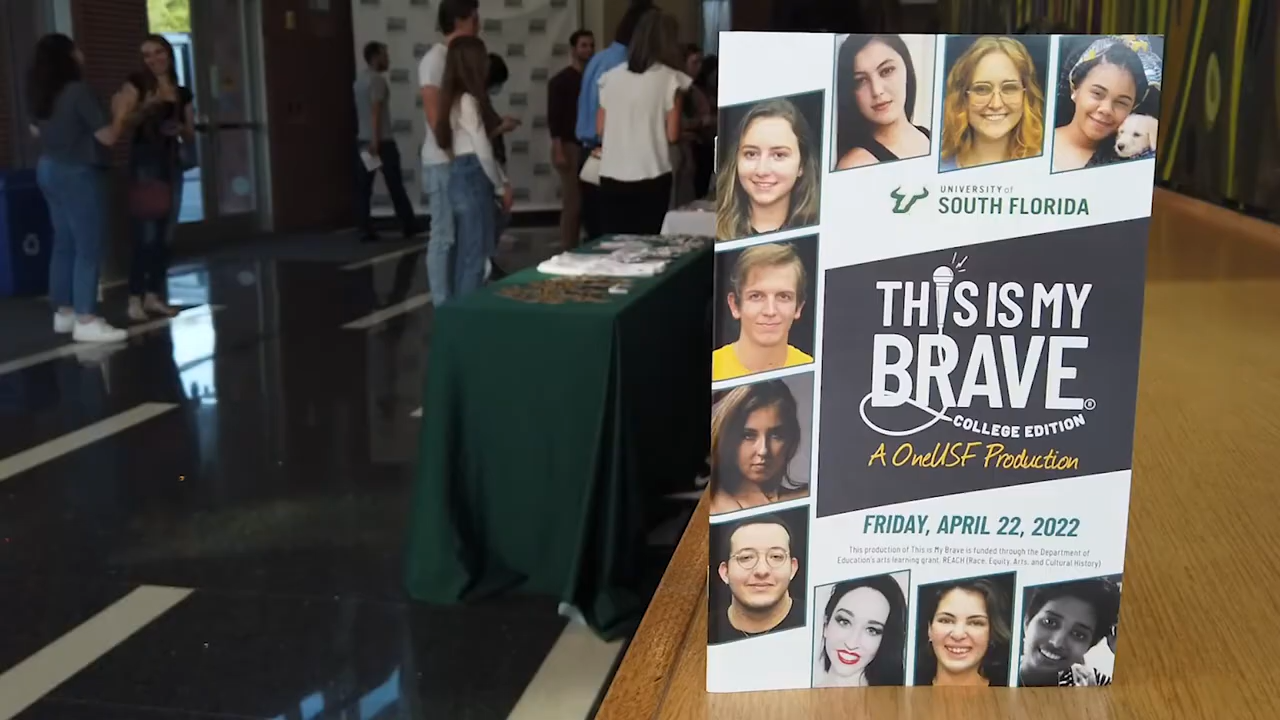 UNIVERSITY of
SOUTH FLORIDA
THIS IS MY
BRAVE®
COLLEGE EDITION
A OneUSF Production
FRIDAY, APRIL 22, 2022
This production of This is My Brave is funded through the Department of
Education's arts learning grant, REACH (Race, Equity, Arts, and Cultural History)